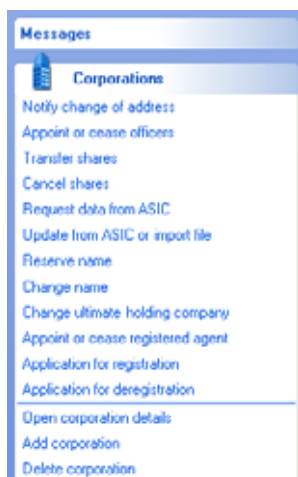 Messages
Corporations
Notify change of address
Appoint or cease officers
Transfer shares
Cancel shares
Request data from ASIC
Update from ASIC or import file
Reserve name
Change name
Change ultimate holding company
Appoint or cease registered agent
Application for registration
Application for deregistration
Open corporation details
Add corporation
Delete corporation